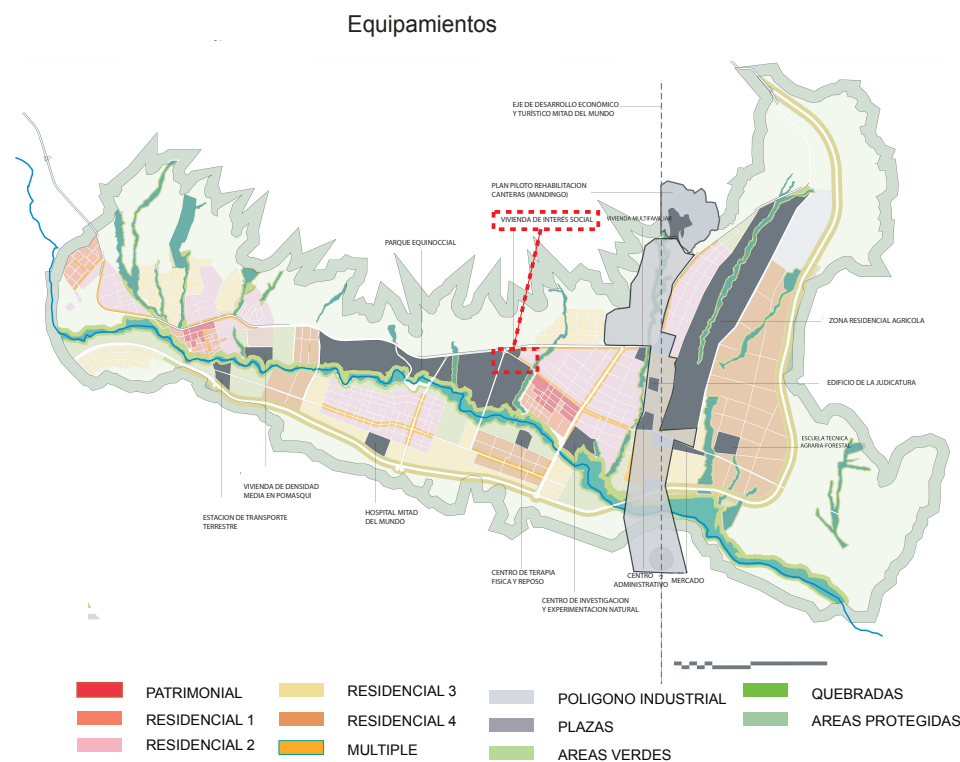 Equipamientos
EJE DE DESARROLLO ECONÓMICO
Y TURÍSTICO MITAD DEL MUNDO
PLAN PILOTO REHABILITACION
CANTERAS (MANDINGO)
VIVIENDA DE INTERÉS SOCIAL
VIVIENDA MULTIFAMILIAR
PARQUE EQUINOCCIAL
ZONA RESIDENCIAL AGRICOLA
EDIFICIO DE LA JUDICATURA
ESCUELA TECNICA
AGRARIA-FORESTAL
VIVIENDA DE DENSIDAD
MEDIA EN POMASQUI
ESTACION DE TRANSPORTE
TERRESTRE
HOSPITAL MITAD
DEL MUNDO
CENTRO DE TERAPIA
FISICA Y REPOSO
CENTRO DE INVESTIGACION
Y EXPERIMENTACION NATURAL
CENTRO
ADMINISTRATIVO
MERCADO
PATRIMONIAL
RESIDENCIAL 1
RESIDENCIAL 2
RESIDENCIAL 3
RESIDENCIAL 4
MULTIPLE
POLIGONO INDUSTRIAL
PLAZAS
AREAS VERDES
QUEBRADAS
AREAS PROTEGIDAS